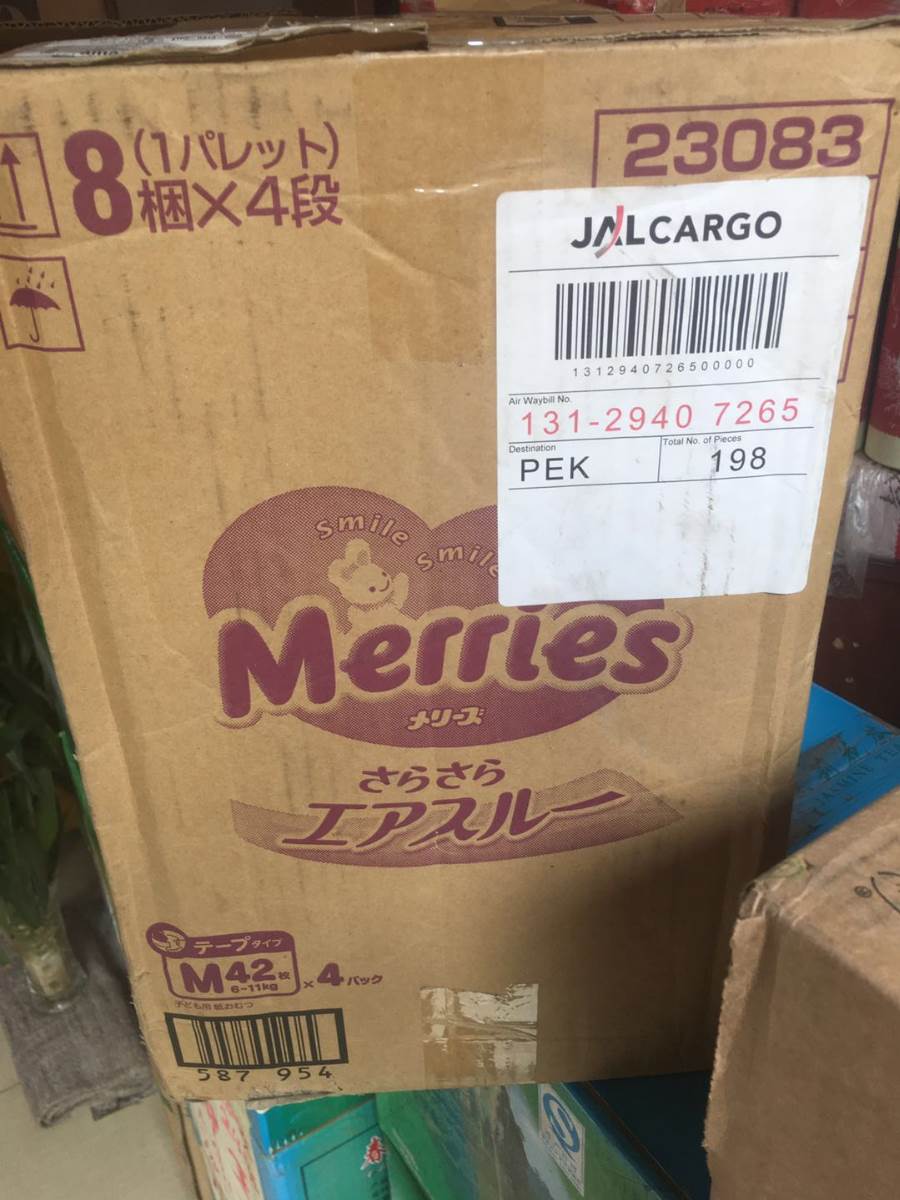 8(1パレット)
梱×4段
23083
JALCARGO
131294072650 0000
Air Waybill No.
131-2940 7265
Destination
PEK
Total No. of Pieces
198
Smile
Smile
Merries
メリーズ
さらさら
エアスルー
テープタイプ
M42枚
6-11kg
×4パック
子ども用紙おむつ
587 954
春